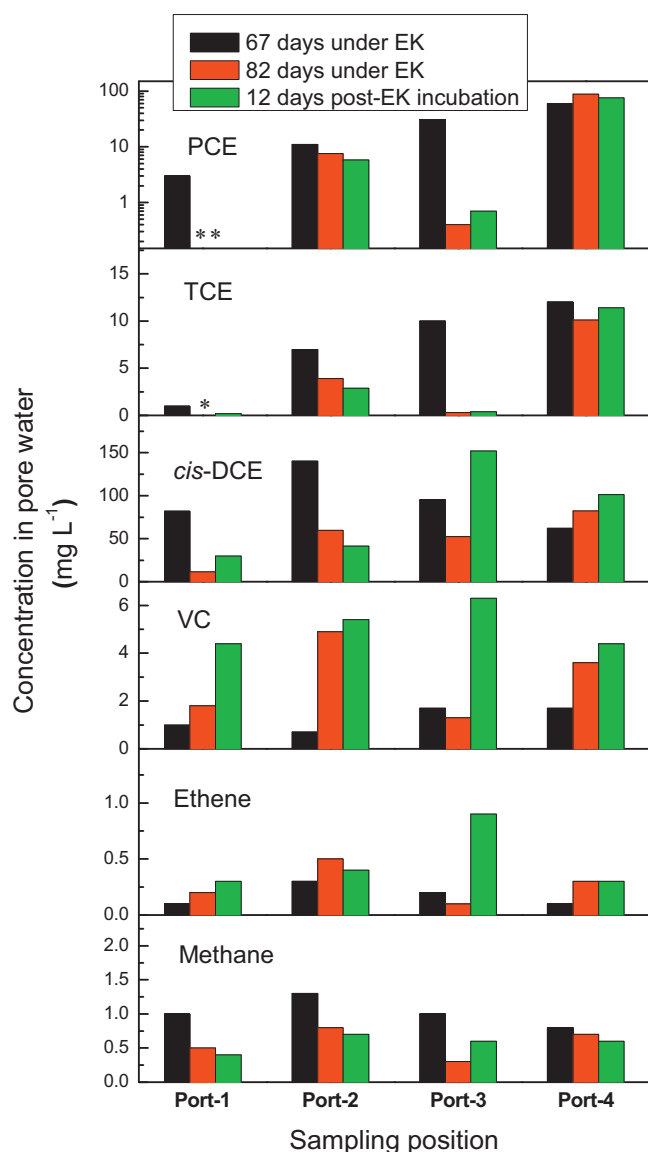 67 days under EK
82 days under EK
12 days post-EK incubation
100
10
1
PCE
**
15
10
5
0
TCE
*
150
100
50
0
cis-DCE
6
4
2
0
VC
1.0
0.5
0.0
Ethene
2.0
1.5
1.0
0.5
0.0
Methane
Concentration in pore water
(mg L⁻¹)
Port-1 Port-2 Port-3 Port-4
Sampling position